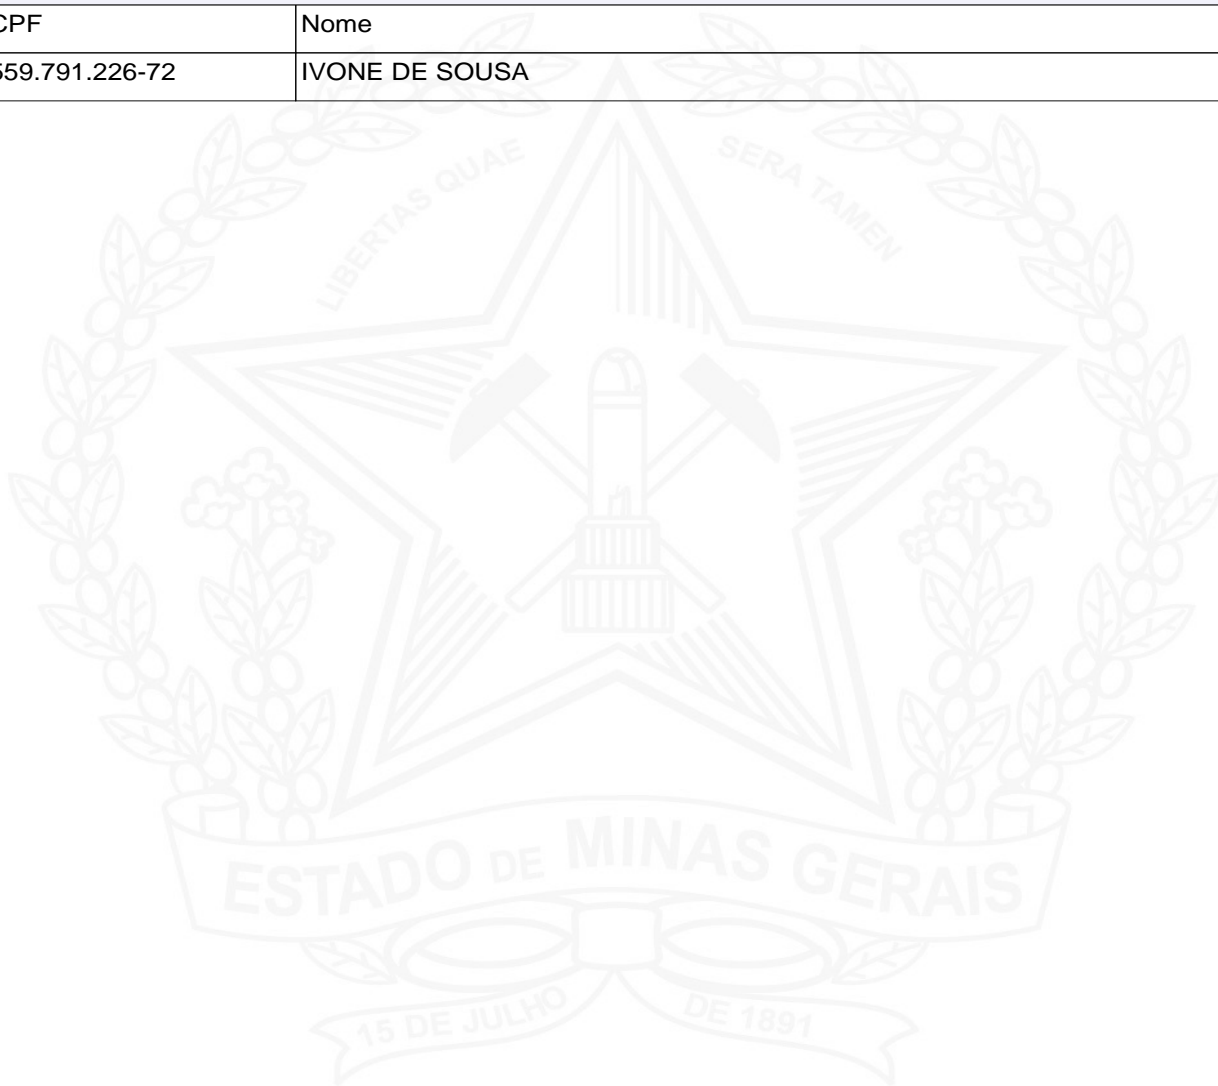 CPF Nome
559.791.226-72 IVONE DE SOUSA
LIBERTAS QUAE SERA TAMEN
ESTADO DE MINAS GERAIS
15 DE JULHO DE 1891